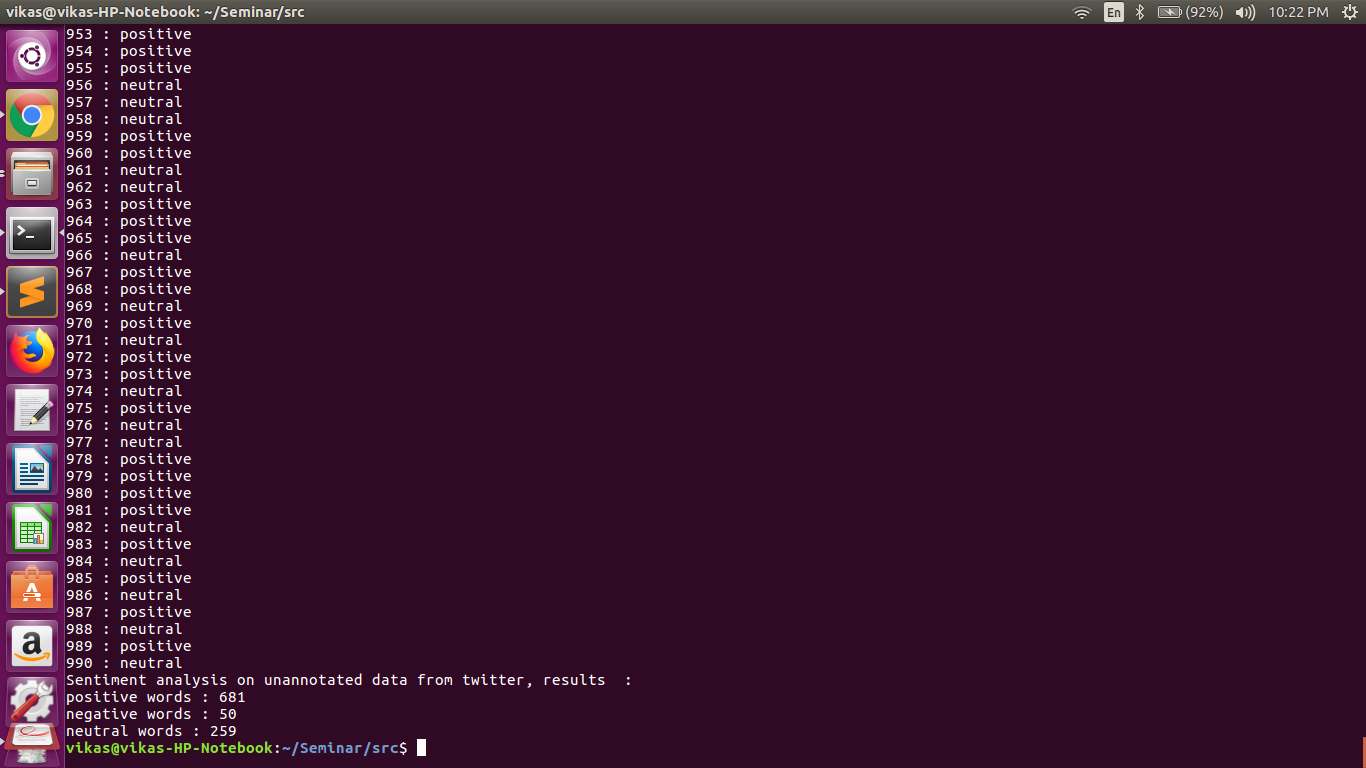 vikas@vikas-HP-Notebook: ~/Seminar/src En (92%) 10:22 PM
953 : positive
954 : positive
955 : positive
956 : neutral
957 : neutral
958 : neutral
959 : positive
960 : positive
961 : neutral
962 : neutral
963 : positive
964 : positive
965 : positive
966 : neutral
967 : positive
968 : positive
969 : neutral
970 : positive
971 : neutral
972 : positive
973 : positive
974 : neutral
975 : positive
976 : neutral
977 : neutral
978 : positive
979 : positive
980 : positive
981 : positive
982 : neutral
983 : positive
984 : neutral
985 : positive
986 : neutral
987 : positive
988 : neutral
989 : positive
990 : neutral
Sentiment analysis on unannotated data from twitter, results  :
positive words : 681
negative words : 50
neutral words : 259
vikas@vikas-HP-Notebook:~/Seminar/src$